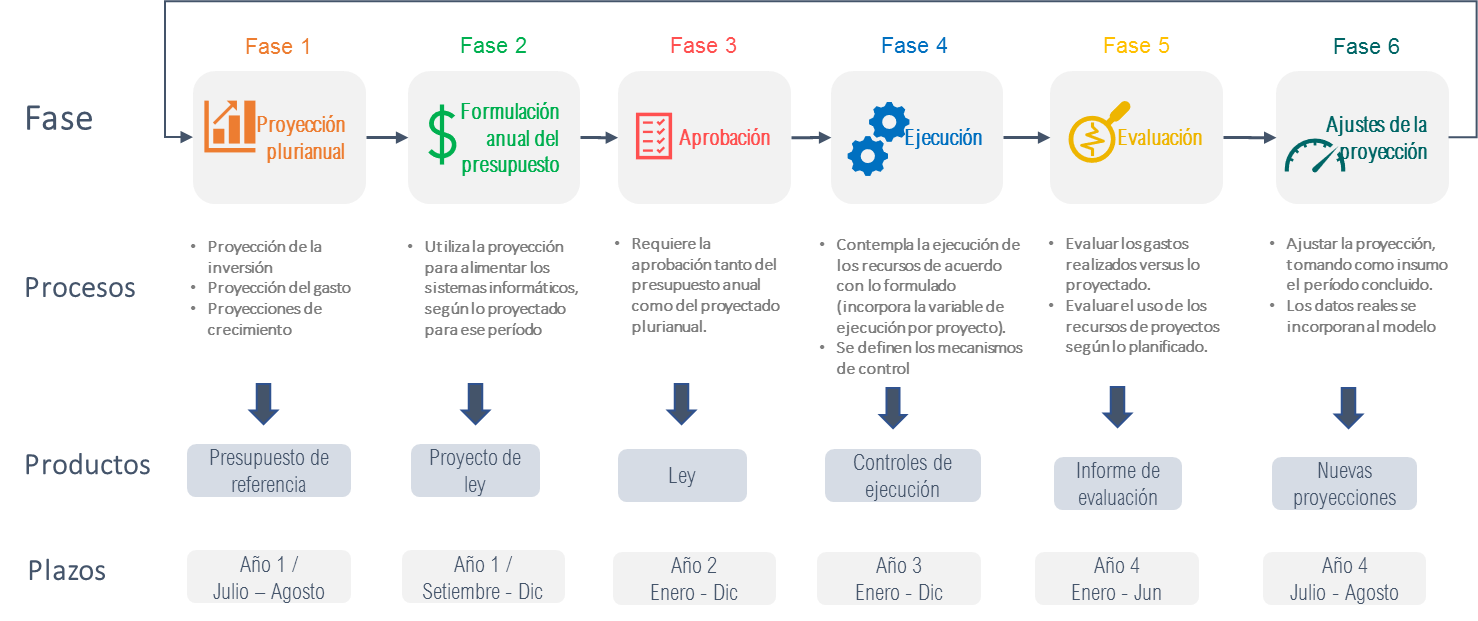 Fase 1
Fase 2
Fase 3
Fase 4
Fase 5
Fase 6
Fase
Proyección
plurianual
Formulación
anual del
presupuesto
Aprobación
Ejecución
Evaluación
Ajustes de la
proyección
Procesos
• Proyección de la
inversión
• Proyección del gasto
• Proyecciones de
crecimiento
• Utiliza la proyección
para alimentar los
sistemas informáticos,
según lo proyectado
para ese período
• Requiere la
aprobación tanto del
presupuesto anual
como del proyectado
plurianual.
• Contempla la ejecución de
los recursos de acuerdo
con lo formulado
(incorpora la variable de
ejecución por proyecto).
• Se definen los mecanismos
de control
• Evaluar los gastos
realizados versus lo
proyectado.
• Evaluar el uso de los
recursos de proyectos
según lo planificado.
• Ajustar la proyección,
tomando como insumo
el período concluido.
• Los datos reales se
incorporan al modelo
Productos
Presupuesto de
referencia
Proyecto de
ley
Ley
Controles de
ejecución
Informe de
evaluación
Nuevas
proyecciones
Plazos
Año 1 /
Julio – Agosto
Año 1 /
Setiembre - Dic
Año 2
Enero - Dic
Año 3
Enero - Dic
Año 4
Enero - Jun
Año 4
Julio - Agosto